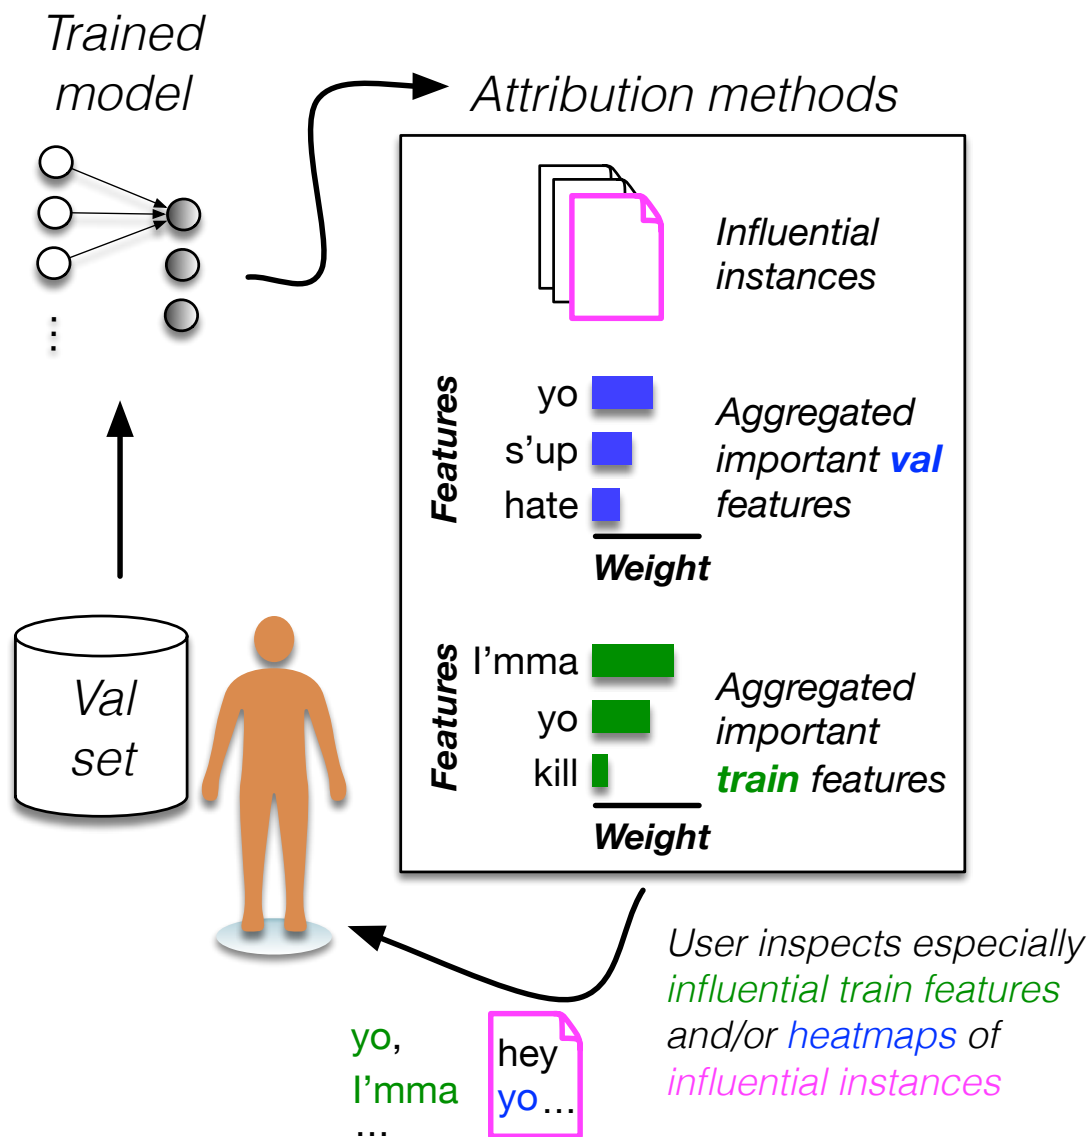 Trained
model
Attribution methods
Influential
instances
Features
yo
s'up
hate
Weight
Aggregated
important val
features
Features
I'mma
yo
kill
Weight
Aggregated
important
train features
Val
set
User inspects especially
influential train features
and/or heatmaps of
influential instances
yo,
I'mma
...
hey
yo...